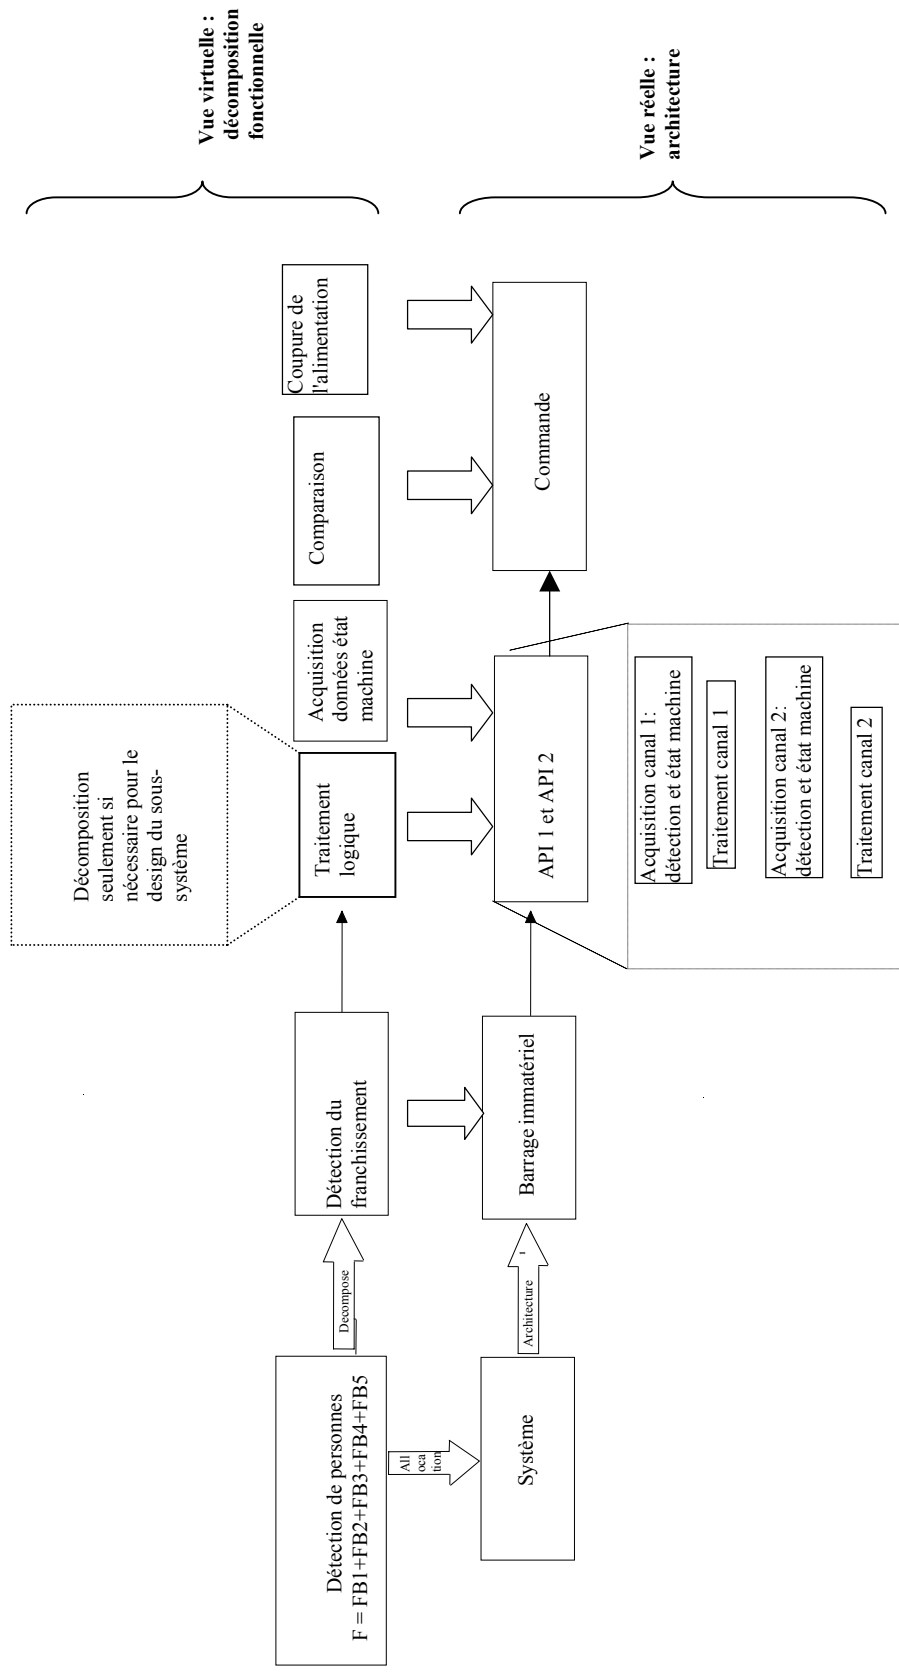 Vue virtuelle :
décomposition
fonctionnelle
Vue réelle :
architecture
Décomposition
seulement si
nécessaire pour le
design du sous-
système
Détection de personnes
F = FB1+FB2+FB3+FB4+FB5
Decompose
Détection du
franchissement
Traitement
logique
Acquisition
données état
machine
Comparaison
Coupure de
l'alimentation
All
oca
tion
Système
Architecture
Barrage immatériel
API 1 et API 2
Commande
Acquisition canal 1:
détection et état machine
Traitement canal 1
Acquisition canal 2:
détection et état machine
Traitement canal 2